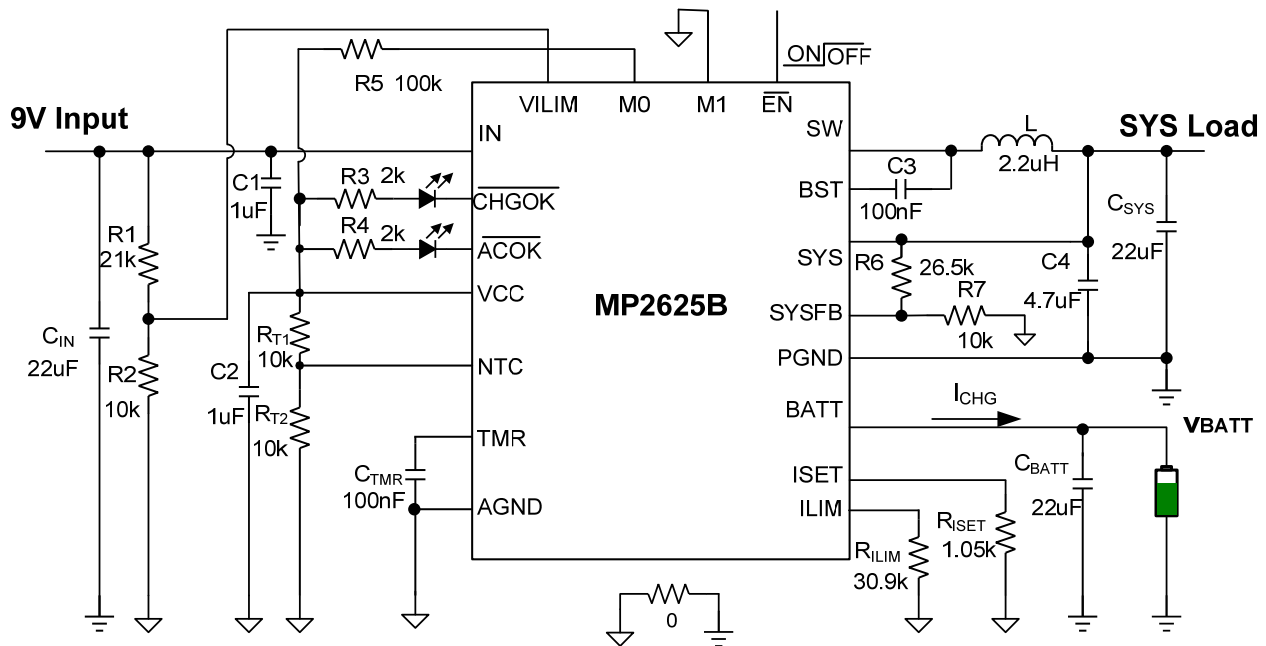 ON OFF
R5 100k
VILIM M0 M1 EN
9V Input
IN
SW
L
SYS Load
2.2uH
C1
1uF
R3 2k
CHGOK
BST
C3
100nF
R4 2k
ACOK
CSYS
22uF
R1
21k
SYS
R6
26.5k
C4
4.7uF
VCC
MP2625B
SYSFB
R7
10k
CIN
22uF
RT1
10k
R2
10k
C2
1uF
NTC
PGND
RT2
10k
BATT
ICHG
VBATT
TMR
CTMR
100nF
AGND
ISET
ILIM
CBATT
22uF
RISET
1.05k
RILIM
30.9k
0